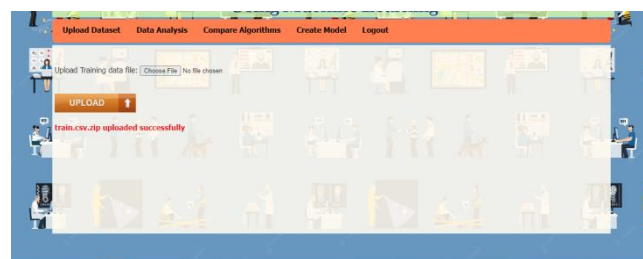 Upload Dataset Data Analysis Compare Algorithms Create Model Logout
Upload Training data file: Choose File No file chosen
UPLOAD
train.csv.zip uploaded successfully